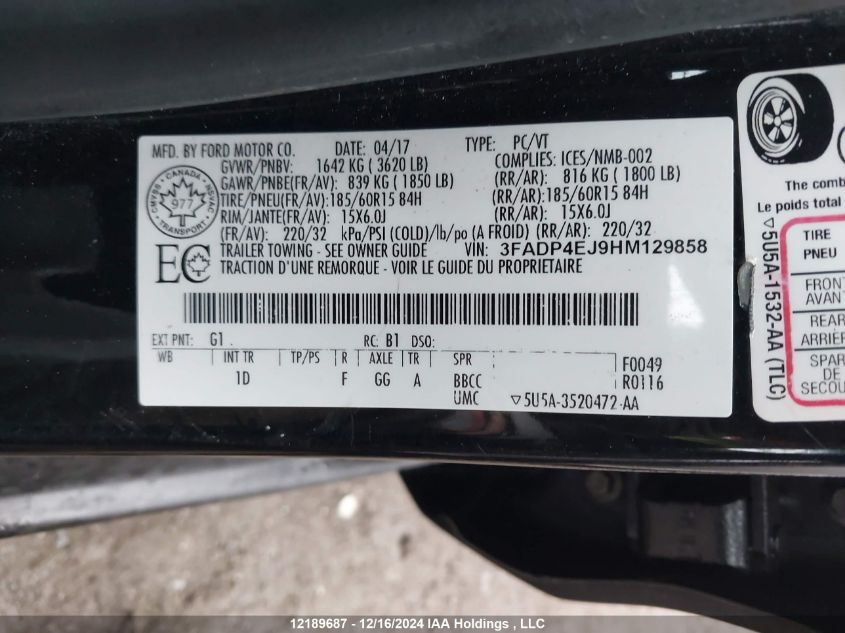 MFD. BY FORD MOTOR CO. DATE: 04/17 TYPE: PC/VT
GVWR/PNBV: 1642 KG ( 3620 LB) COMPLIES: ICES/NMB-002
GAWR/PNBE(FR/AV): 839 KG ( 1850 LB) (RR/AR): 816 KG ( 1800 LB)
TIRE/PNEU(FR/AV):185/60R15 84H (RR/AR):185/60R15 84H
RIM/JANTE(FR/AV): 15X6.0J (RR/AR): 15X6.0J
(FR/AV): 220/32 kPa/PSI (COLD)/lb/po (A FROID) (RR/AR): 220/32
TRAILER TOWING - SEE OWNER GUIDE VIN: 3FADP4EJ9HM129858
TRACTION D'UNE REMORQUE - VOIR LE GUIDE DU PROPRIETAIRE
CANADA
CMVSS
NSVAC
977
TRANSPORT
EC
EXT PNT: G1 RC: B1 DSO:
WB INT TR TP/PS R AXLE TR SPR F0049
1D F GG A BBCC R0116
UMC ▽5U5A-3520472-AA
The comb
Le poids total
TIRE
PNEU
FRONT
AVANT
REAR
ARRIER
SPAR
DE
SECOU
▽5U5A-1532-AA (TLC)
12189687 - 12/16/2024 IAA Holdings , LLC